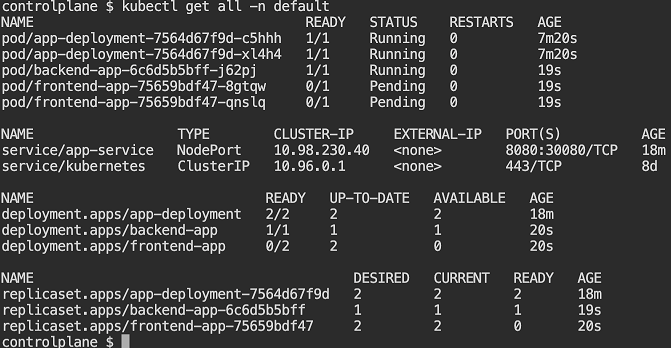 controlplane $ kubectl get all -n default
NAME READY STATUS RESTARTS AGE
pod/app-deployment-7564d67f9d-c5hhh 1/1 Running 0 7m20s
pod/app-deployment-7564d67f9d-xl4h4 1/1 Running 0 7m20s
pod/backend-app-6c6d5b5bff-j62pj 1/1 Running 0 19s
pod/frontend-app-75659bdf47-8gtqw 0/1 Pending 0 19s
pod/frontend-app-75659bdf47-qnslq 0/1 Pending 0 19s
NAME TYPE CLUSTER-IP EXTERNAL-IP PORT(S) AGE
service/app-service NodePort 10.98.230.40 <none> 8080:30080/TCP 18m
service/kubernetes ClusterIP 10.96.0.1 <none> 443/TCP 8d
NAME READY UP-TO-DATE AVAILABLE AGE
deployment.apps/app-deployment 2/2 2 2 18m
deployment.apps/backend-app 1/1 1 1 20s
deployment.apps/frontend-app 0/2 2 0 20s
NAME DESIRED CURRENT READY AGE
replicaset.apps/app-deployment-7564d67f9d 2 2 2 18m
replicaset.apps/backend-app-6c6d5b5bff 1 1 1 19s
replicaset.apps/frontend-app-75659bdf47 2 2 0 20s
controlplane $